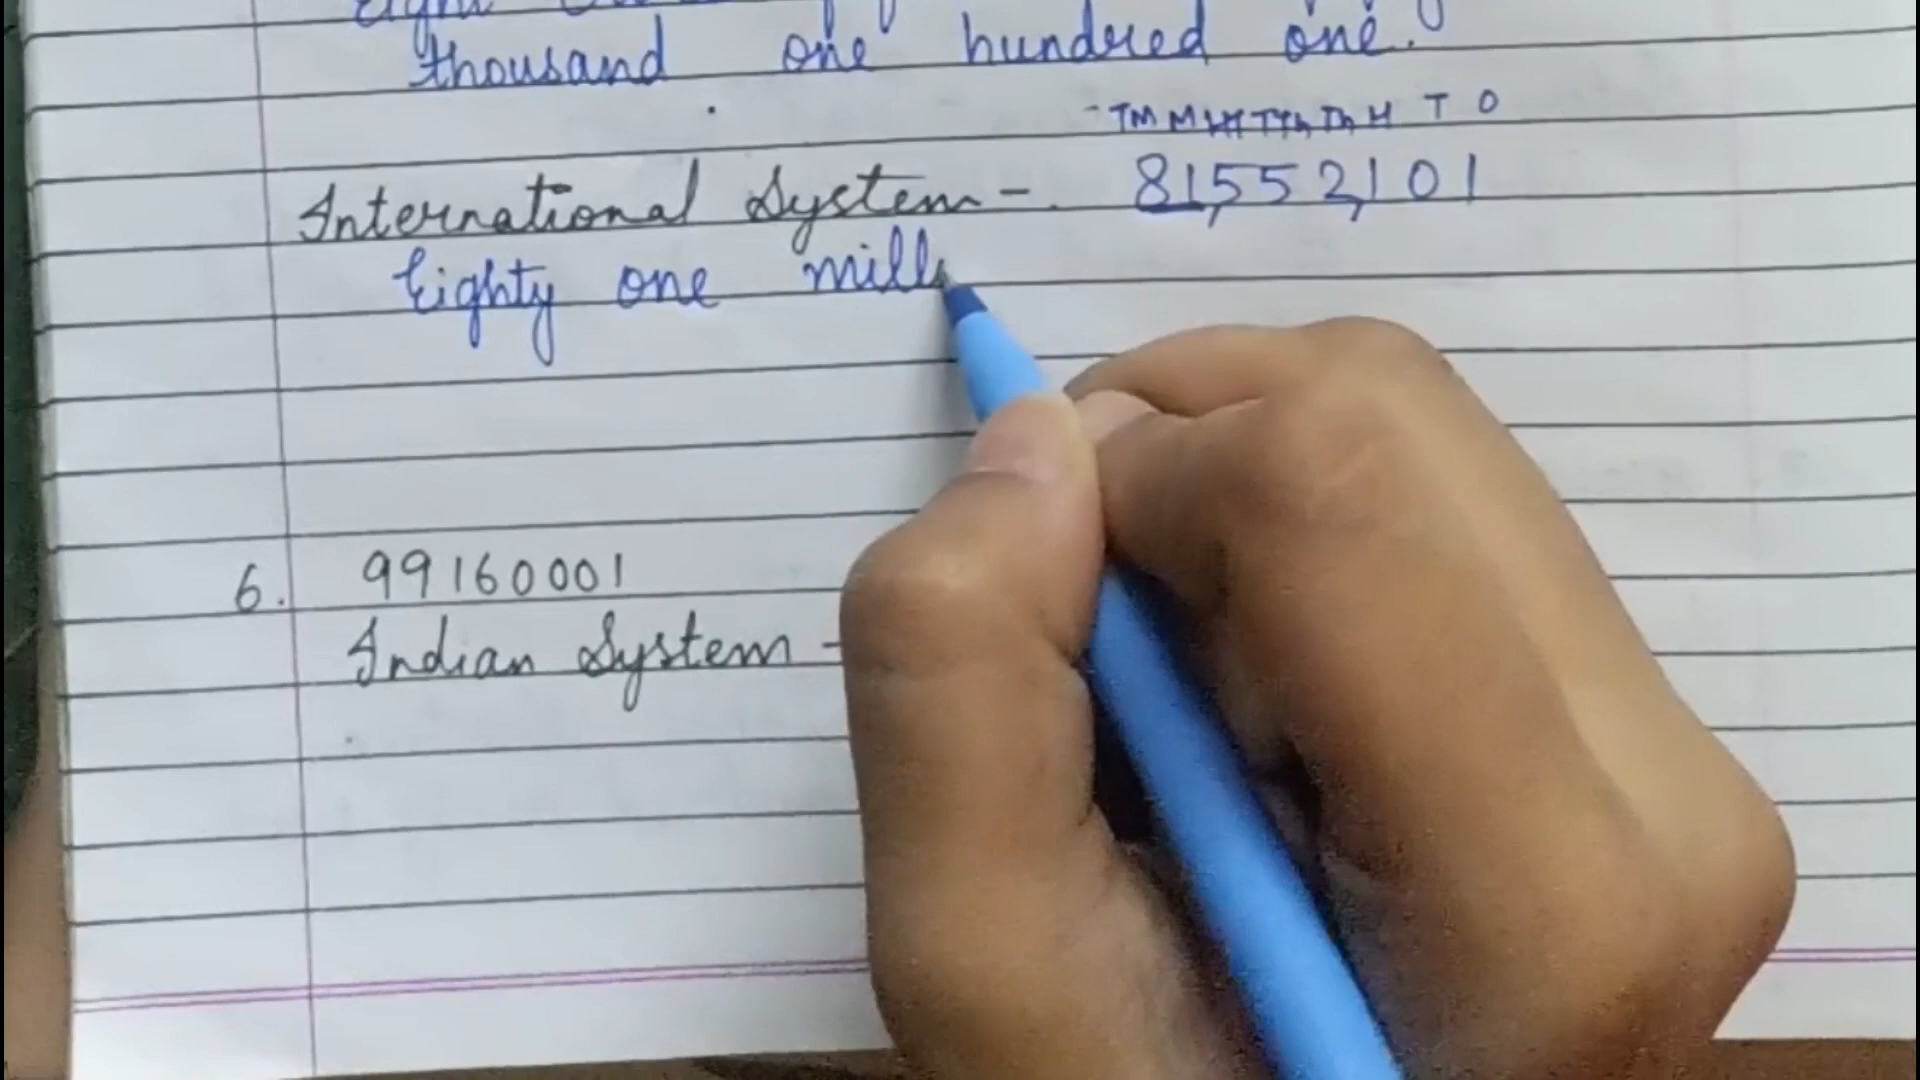 thousand one hundred one.
TM M HTh TTh Th H T O
International System - 81,552,101
Eighty one mill
6. 99160001
Indian System -